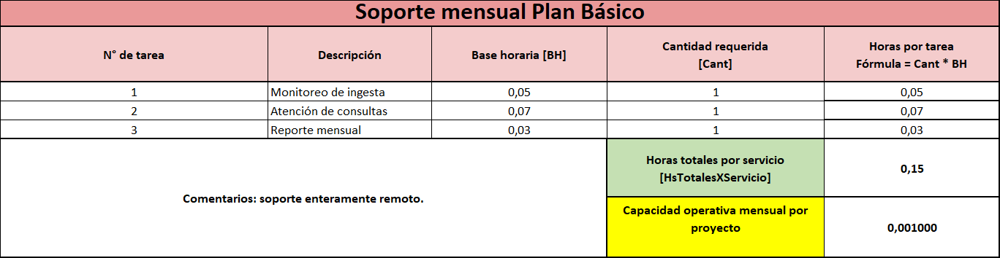 Soporte mensual Plan Básico
N° de tarea Descripción Base horaria [BH] Cantidad requerida [Cant] Horas por tarea Fórmula = Cant * BH
1 Monitoreo de ingesta 0,05 1 0,05
2 Atención de consultas 0,07 1 0,07
3 Reporte mensual 0,03 1 0,03
Comentarios: soporte enteramente remoto.
Horas totales por servicio
[HsTotalesXServicio]
0,15
Capacidad operativa mensual por
proyecto
0,001000